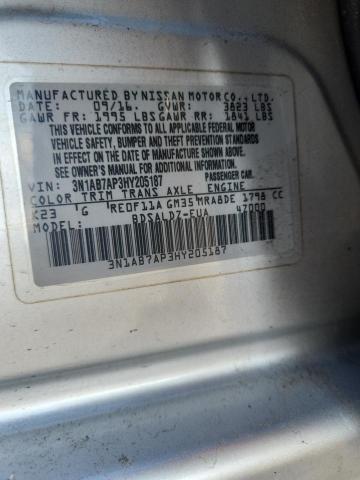 MANUFACTURED BY NISSAN MOTOR CO., LTD.
DATE: 09/16 GVWR: 3823 LBS
GAWR FR: 1995 LBS GAWR RR: 1841 LBS
THIS VEHICLE CONFORMS TO ALL APPLICABLE FEDERAL MOTOR
VEHICLE SAFETY, BUMPER AND THEFT PREVENTION STANDARDS
IN EFFECT ON THE DATE OF MANUFACTURE SHOWN ABOVE.
SEE OWNER'S MANUAL FOR ADDITIONAL INFORMATION.
VIN: 3N1AB7AP3HY205187 PASSENGER CAR
COLOR TRIM TRANS AXLE ENGINE
K23 G RE0F11A GM35 MRA8DE 1798 CC
BDSALDZ-EUA 47000
3N1AB7AP3HY205187